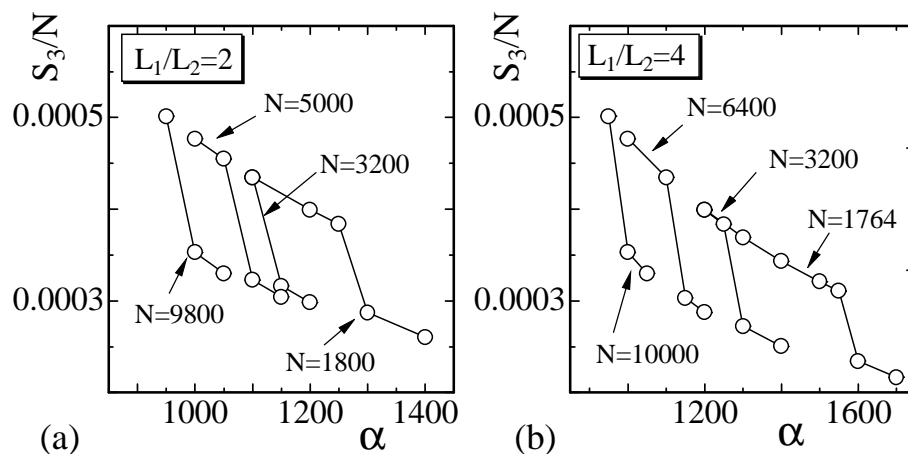 S₃/N
L₁/L₂=2
N=5000
0.0005
N=3200
0.0003
N=9800
N=1800
1000
1200
1400
(a)
α
S₃/N
L₁/L₂=4
N=6400
0.0005
N=3200
N=1764
0.0003
N=10000
1200
1600
(b)
α